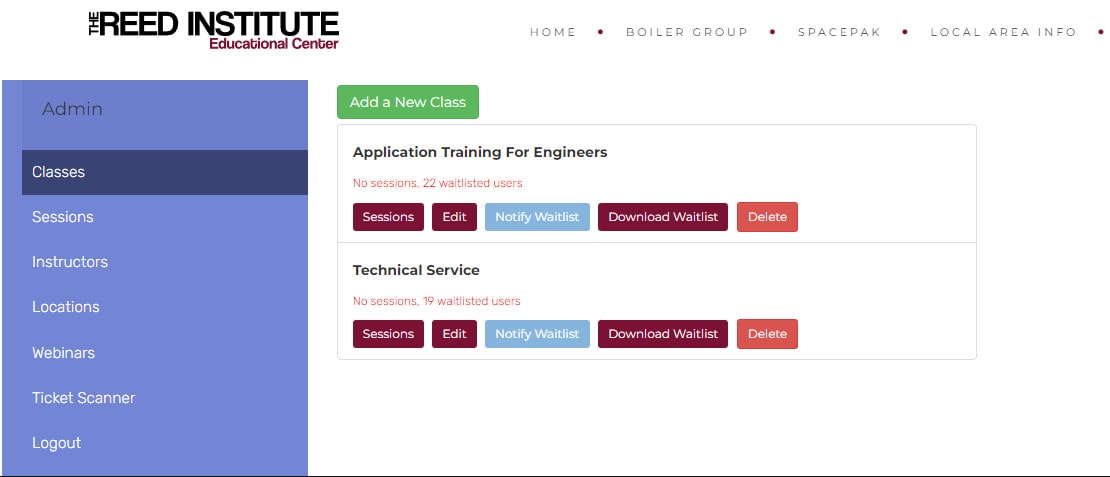 THE REED INSTITUTE
Educational Center
HOME • BOILER GROUP • SPACEPAK • LOCAL AREA INFO •
Admin
Classes
Sessions
Instructors
Locations
Webinars
Ticket Scanner
Logout
Add a New Class
Application Training For Engineers
No sessions, 22 waitlisted users
Sessions Edit Notify Waitlist Download Waitlist Delete
Technical Service
No sessions, 19 waitlisted users
Sessions Edit Notify Waitlist Download Waitlist Delete